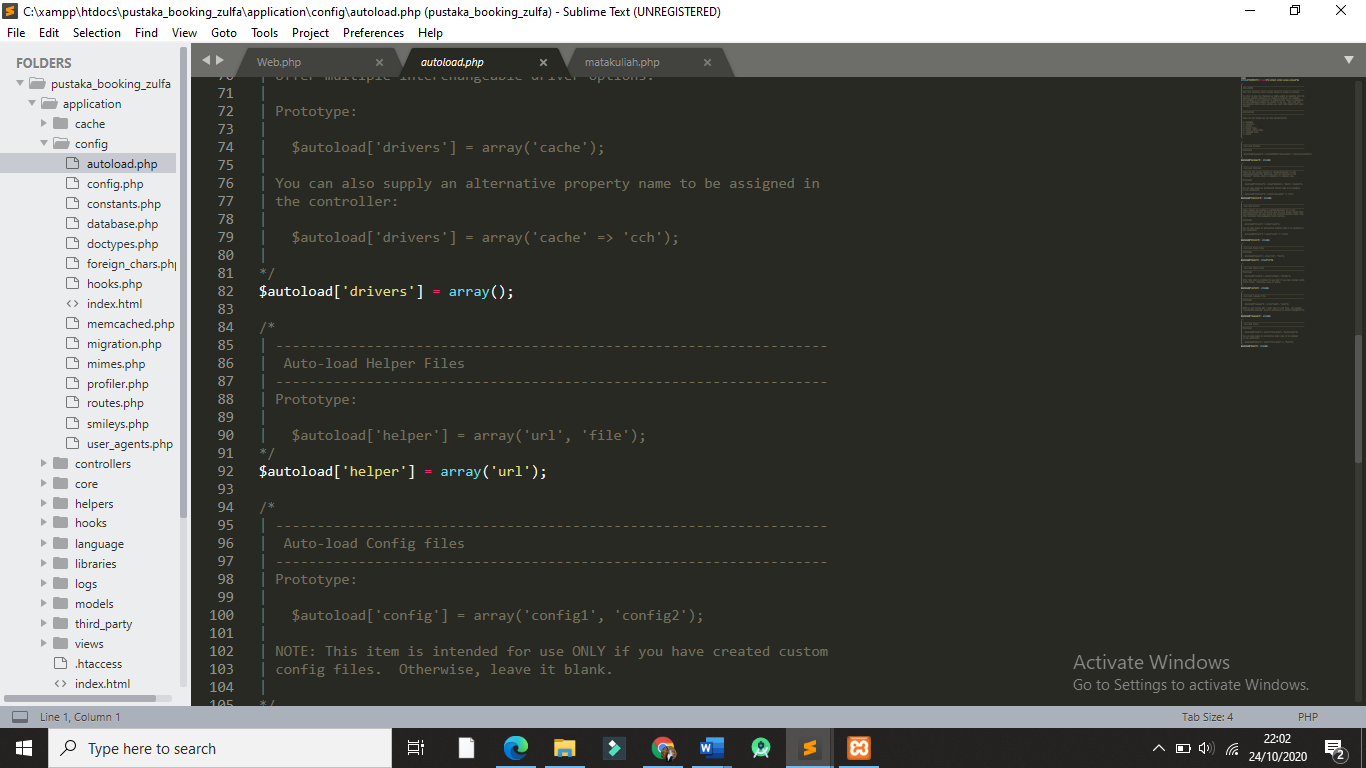 C:\xampp\htdocs\pustaka_booking_zulfa\application\config\autoload.php (pustaka_booking_zulfa) - Sublime Text (UNREGISTERED)
File Edit Selection Find View Goto Tools Project Preferences Help
FOLDERS
pustaka_booking_zulfa
application
cache
config
autoload.php
config.php
constants.php
database.php
doctypes.php
foreign_chars.php
hooks.php
index.html
memcached.php
migration.php
mimes.php
profiler.php
routes.php
smileys.php
user_agents.php
controllers
core
helpers
hooks
language
libraries
logs
models
third_party
views
.htaccess
index.html
Web.php autoload.php matakuliah.php
70 | offer multiple interchangeable driver options.
71 |
72 | Prototype:
73 |
74 |   $autoload['drivers'] = array('cache');
75 |
76 | You can also supply an alternative property name to be assigned in
77 | the controller:
78 |
79 |   $autoload['drivers'] = array('cache' => 'cch');
80 |
81 */
82 $autoload['drivers'] = array();
83
84 /*
85 | -------------------------------------------------------------------
86 |  Auto-load Helper Files
87 | -------------------------------------------------------------------
88 | Prototype:
89 |
90 |   $autoload['helper'] = array('url', 'file');
91 */
92 $autoload['helper'] = array('url');
93
94 /*
95 | -------------------------------------------------------------------
96 |  Auto-load Config files
97 | -------------------------------------------------------------------
98 | Prototype:
99 |
100 |   $autoload['config'] = array('config1', 'config2');
101 |
102 | NOTE: This item is intended for use ONLY if you have created custom
103 | config files.  Otherwise, leave it blank.
104 |
105 */
Activate Windows
Go to Settings to activate Windows.
Line 1, Column 1 Tab Size: 4 PHP
Type here to search
22:02
24/10/2020
2